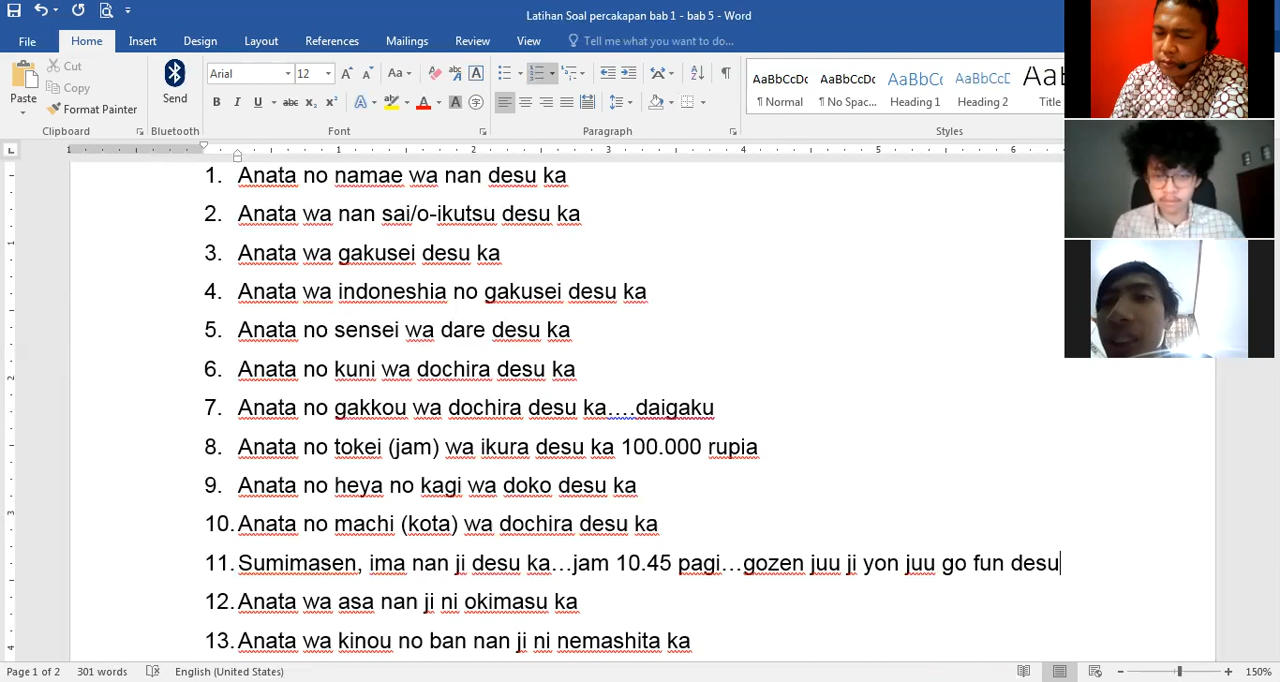 Latihan Soal percakapan bab 1 - bab 5 - Word
File Home Insert Design Layout References Mailings Review View Tell me what you want to do...
Cut
Copy
Format Painter
Paste
Clipboard
Send
Bluetooth
Arial 12
Font
Paragraph
AaBbCcDc AaBbCcDc AaBbCc AaBbCcD AaB
¶ Normal ¶ No Spac... Heading 1 Heading 2 Title
Styles
1 1 2 3 4 5 6
1. Anata no namae wa nan desu ka
2. Anata wa nan sai/o-ikutsu desu ka
3. Anata wa gakusei desu ka
4. Anata wa indoneshia no gakusei desu ka
5. Anata no sensei wa dare desu ka
6. Anata no kuni wa dochira desu ka
7. Anata no gakkou wa dochira desu ka....daigaku
8. Anata no tokei (jam) wa ikura desu ka 100.000 rupia
9. Anata no heya no kagi wa doko desu ka
10. Anata no machi (kota) wa dochira desu ka
11. Sumimasen, ima nan ji desu ka...jam 10.45 pagi...gozen juu ji yon juu go fun desu
12. Anata wa asa nan ji ni okimasu ka
13. Anata wa kinou no ban nan ji ni nemashita ka
Page 1 of 2 301 words English (United States) 150%